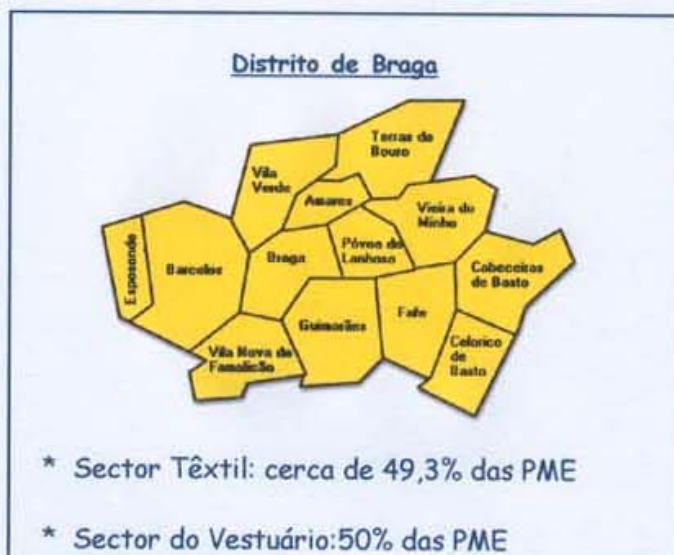 Distrito de Braga
Terras de
Bouro
Vila
Verde
Amares
Vieira do
Minho
Esposende
Barcelos
Braga
Póvoa de
Lanhoso
Cabeceiras
de Basto
Guimarães
Fafe
Vila Nova de
Famalicão
Celorico
de
Basto
* Sector Têxtil: cerca de 49,3% das PME
* Sector do Vestuário:50% das PME